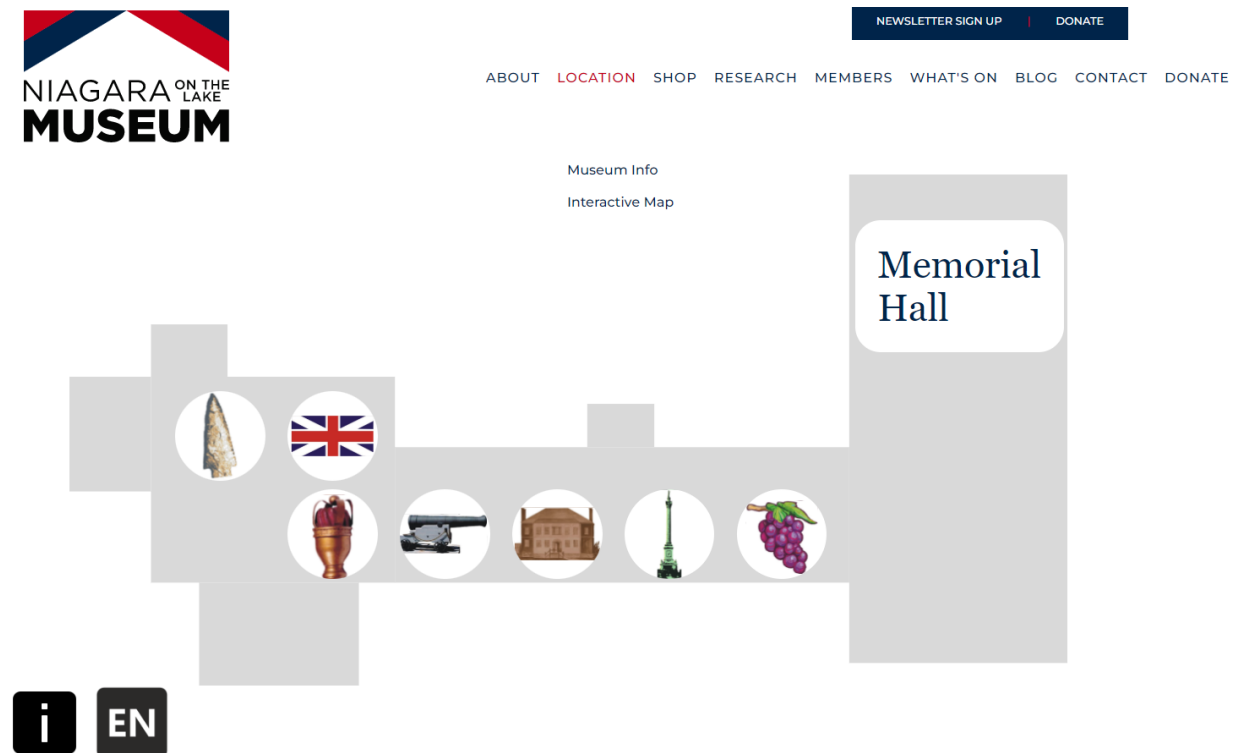 NEWSLETTER SIGN UP | DONATE
NIAGARA ON THE LAKE
MUSEUM
ABOUT LOCATION SHOP RESEARCH MEMBERS WHAT'S ON BLOG CONTACT DONATE
Museum Info
Interactive Map
Memorial
Hall
i EN